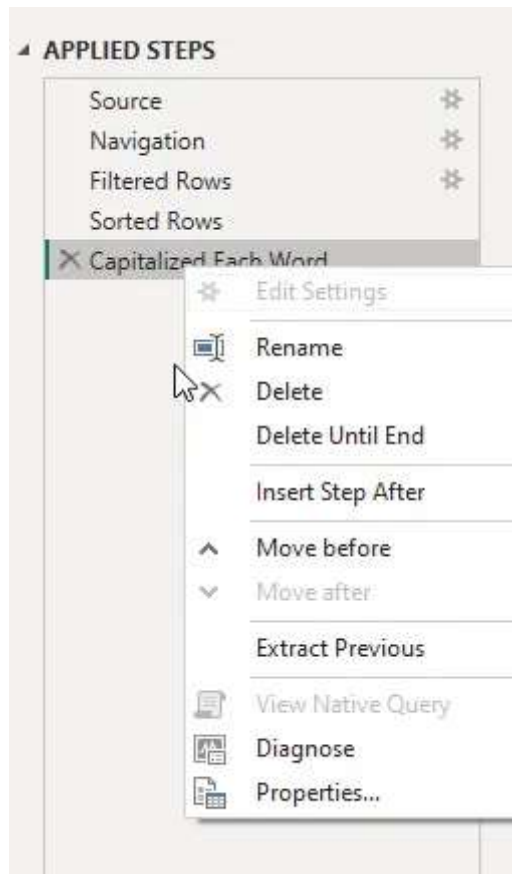 APPLIED STEPS
Source
Navigation
Filtered Rows
Sorted Rows
Capitalized Each Word
Edit Settings
Rename
Delete
Delete Until End
Insert Step After
Move before
Move after
Extract Previous
View Native Query
Diagnose
Properties...